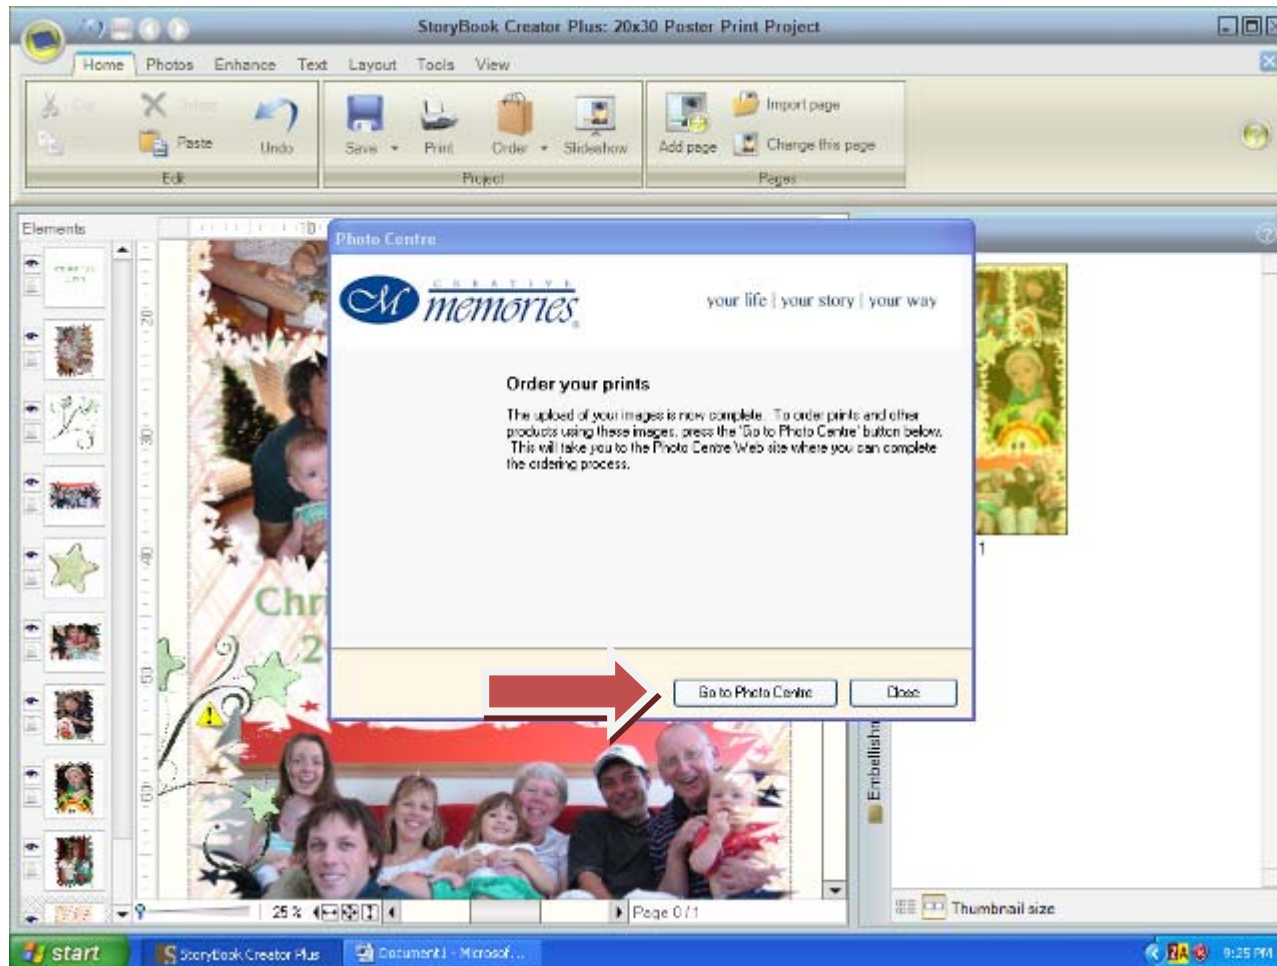 StoryBook Creator Plus: 20x30 Poster Print Project
Home Photos Enhance Text Layout Tools View
Import page
Paste Undo Save Print Order Slideshow Add page Change this page
Edit Project Pages
Elements
Photo Centre
CREATIVE
memories
your life | your story | your way
Order your prints
The upload of your images is now complete. To order prints and other
products using these images, press the 'Go to Photo Centre' button below.
This will take you to the Photo Centre Web site where you can complete
the ordering process.
1
Chri
2
Go to Photo Centre Close
Embellish
25 %
Page 0 / 1
Thumbnail size
start StoryBook Creator Plus Document1 - Microsof... 9:25 PM